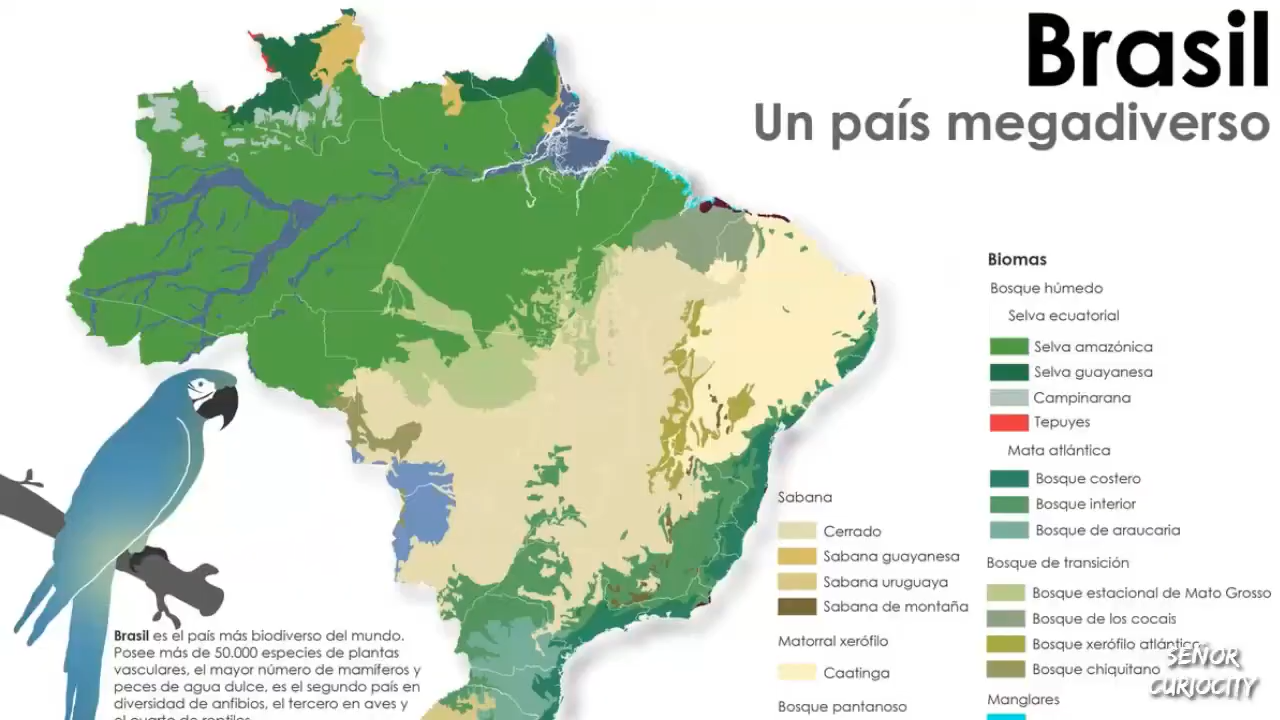 Brasil
Un país megadiverso
Biomas
Bosque húmedo
Selva ecuatorial
Selva amazónica
Selva guayanesa
Campinarana
Tepuyes
Mata atlántica
Bosque costero
Bosque interior
Bosque de araucaria
Bosque de transición
Bosque estacional de Mato Grosso
Bosque de los cocais
Bosque xerófilo atlántico
Bosque chiquitano
Manglares
Sabana
Cerrado
Sabana guayanesa
Sabana uruguaya
Sabana de montaña
Matorral xerófilo
Caatinga
Bosque pantanoso
Brasil es el país más biodiverso del mundo.
Posee más de 50.000 especies de plantas
vasculares, el mayor número de mamíferos y
peces de agua dulce, es el segundo país en
diversidad de anfibios, el tercero en aves y
el cuarto de reptiles.
SEÑOR
CURIOCITY